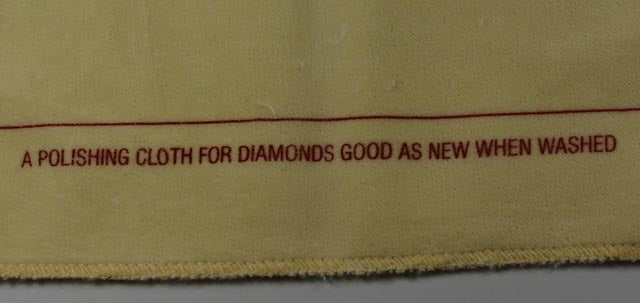 A POLISHING CLOTH FOR DIAMONDS GOOD AS NEW WHEN WASHED